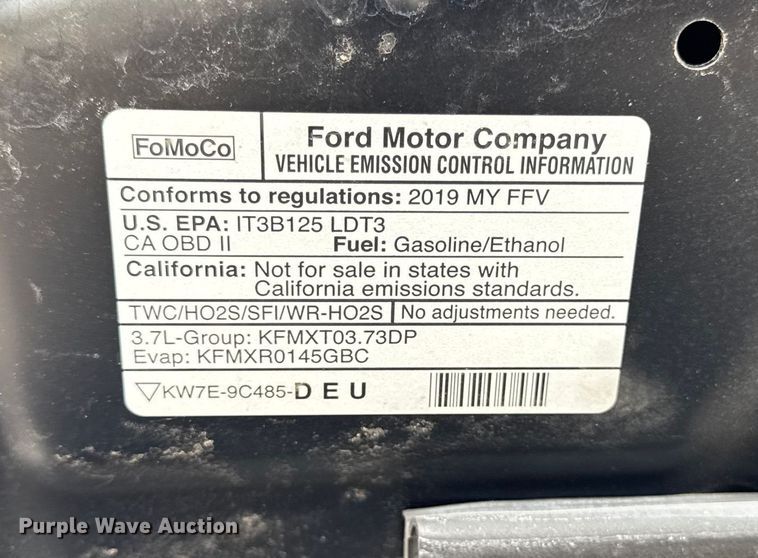 FoMoCo
Ford Motor Company
VEHICLE EMISSION CONTROL INFORMATION
Conforms to regulations: 2019 MY FFV
U.S. EPA: IT3B125 LDT3
CA OBD II Fuel: Gasoline/Ethanol
California: Not for sale in states with
California emissions standards.
TWC/HO2S/SFI/WR-HO2S No adjustments needed.
3.7L-Group: KFMXT03.73DP
Evap: KFMXR0145GBC
KW7E-9C485-DEU
Purple Wave Auction